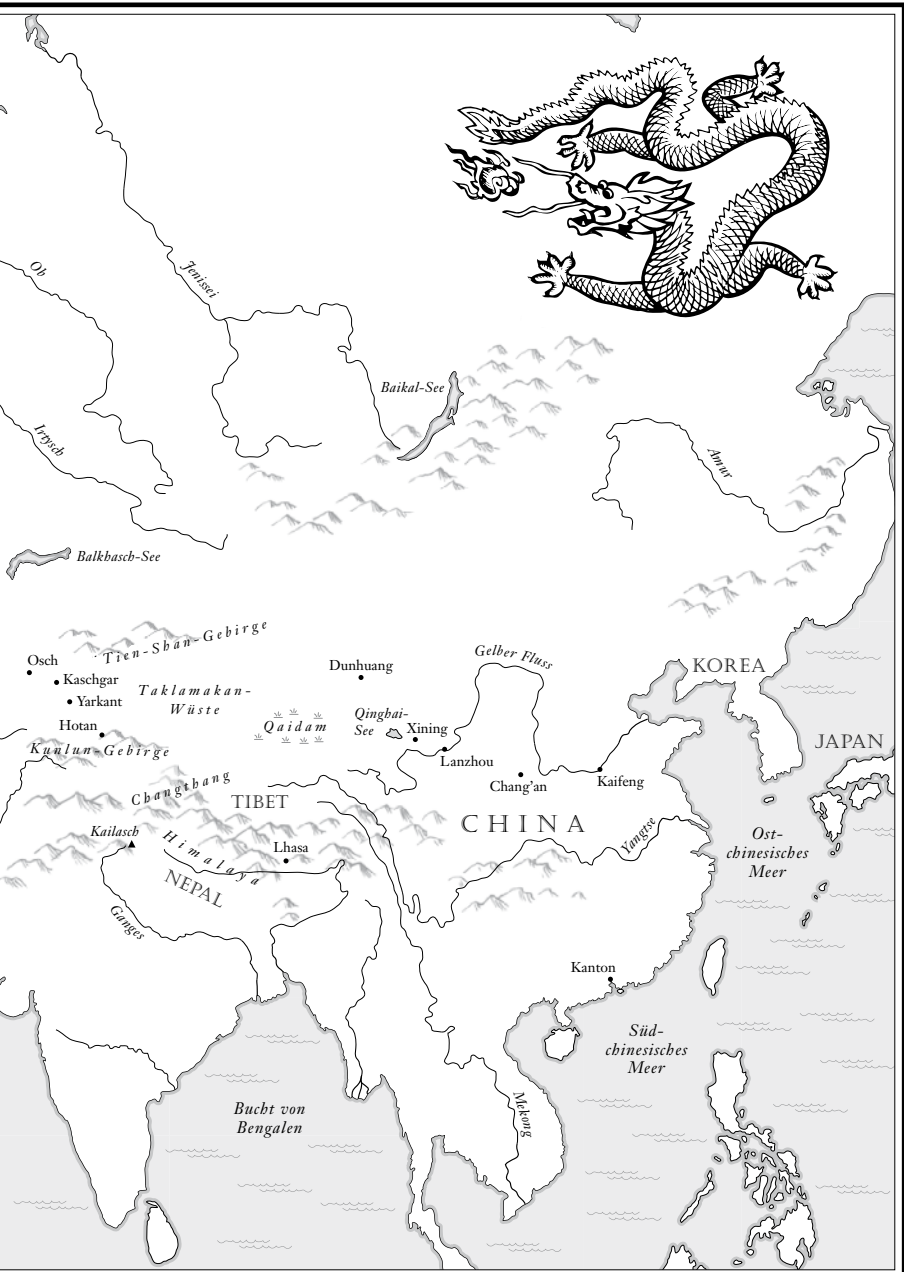 Ob
Jenissei
Baikal-See
Irtysch
Amur
Balkhasch-See
Tien-Shan-Gebirge
Osch
Kaschgar
Yarkant
Hotan
Taklamakan-
Wüste
Dunhuang
Gelber Fluss
KOREA
Qaidam
Qinghai-
See
Xining
Lanzhou
JAPAN
Kunlun-Gebirge
Chang'an
Kaifeng
Changthang
TIBET
CHINA
Kailasch
Himalaya
Lhasa
Yangtse
Ost-
chinesisches
Meer
NEPAL
Ganges
Kanton
Süd-
chinesisches
Meer
Bucht von
Bengalen
Mekong